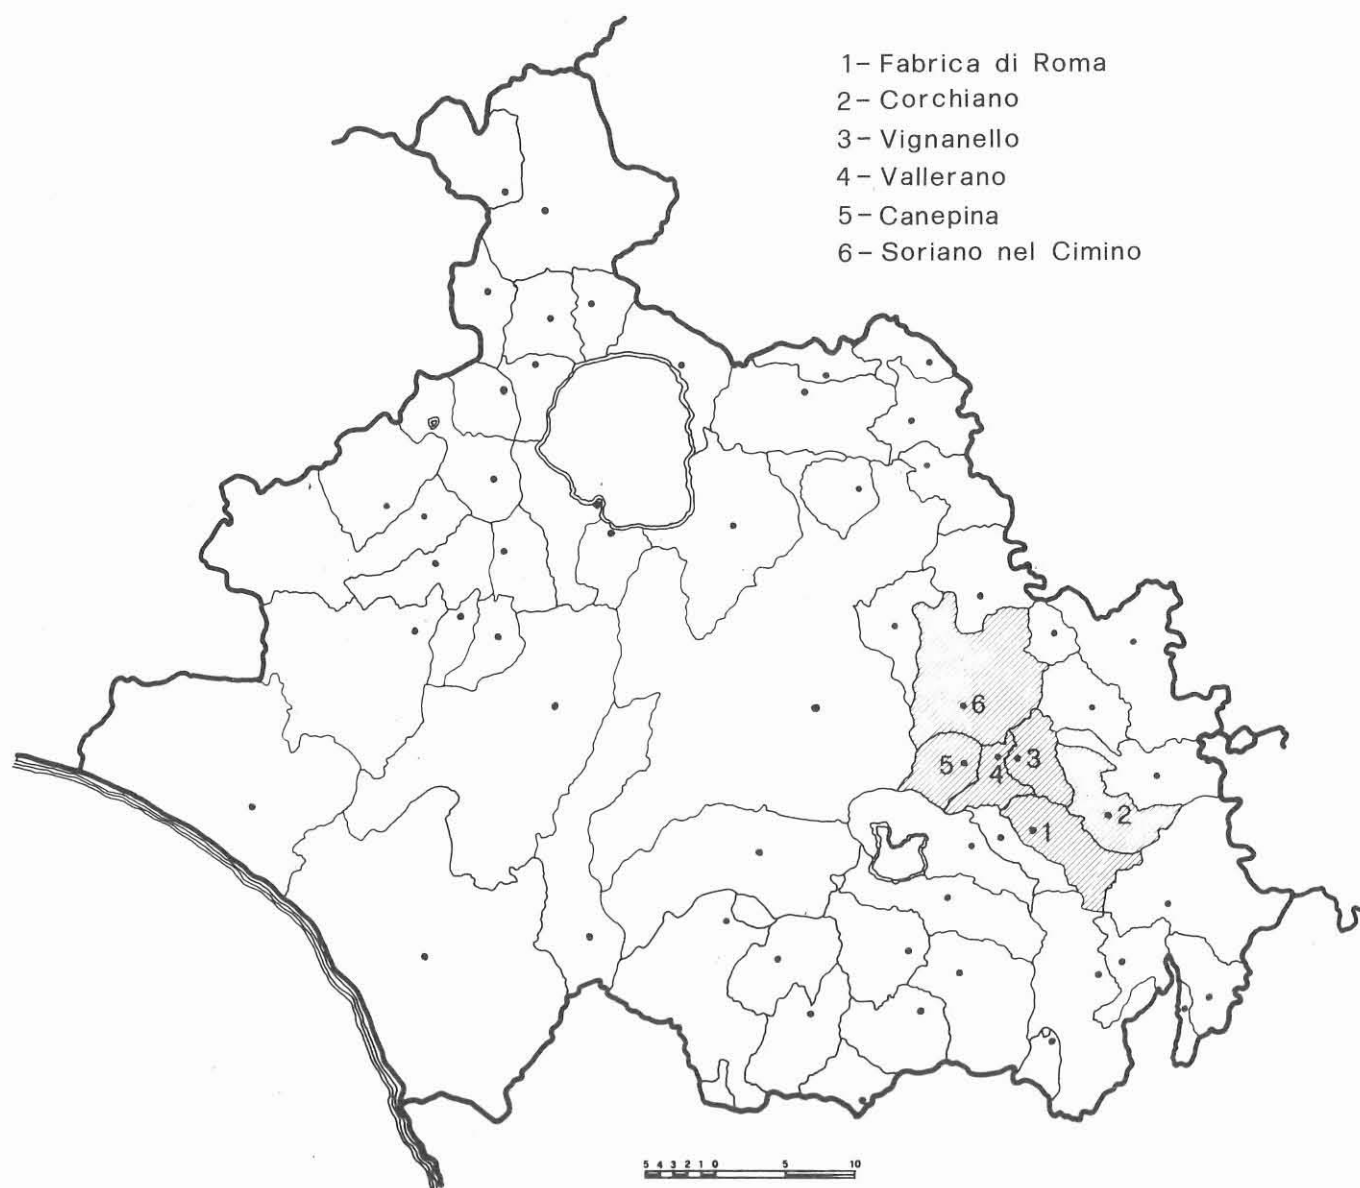 1– Fabrica di Roma
2– Corchiano
3– Vignanello
4– Vallerano
5– Canepina
6– Soriano nel Cimino
6
5
4
3
2
1
5 4 3 2 1 0 5 10